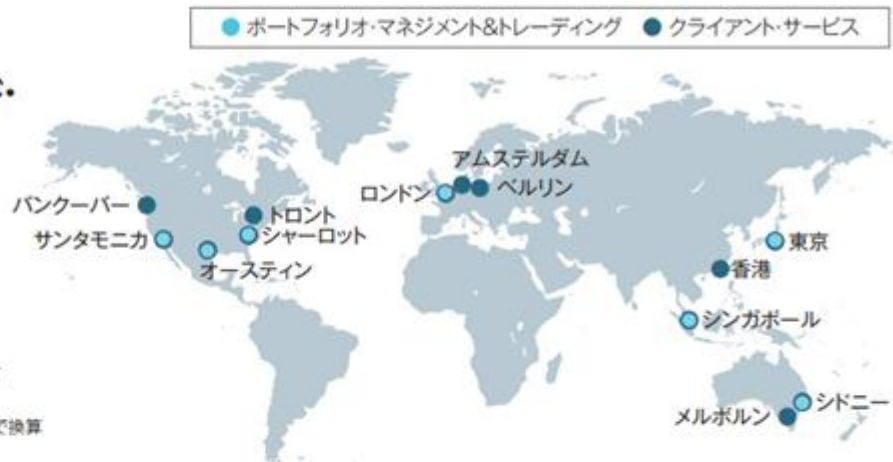 ポートフォリオ・マネジメント&トレーディング クライアント・サービス
アムステルダム
ロンドン
ベルリン
バンクーバー
トロント
サンタモニカ
シャーロット
オースティン
東京
香港
シンガポール
シドニー
メルボルン
で換算